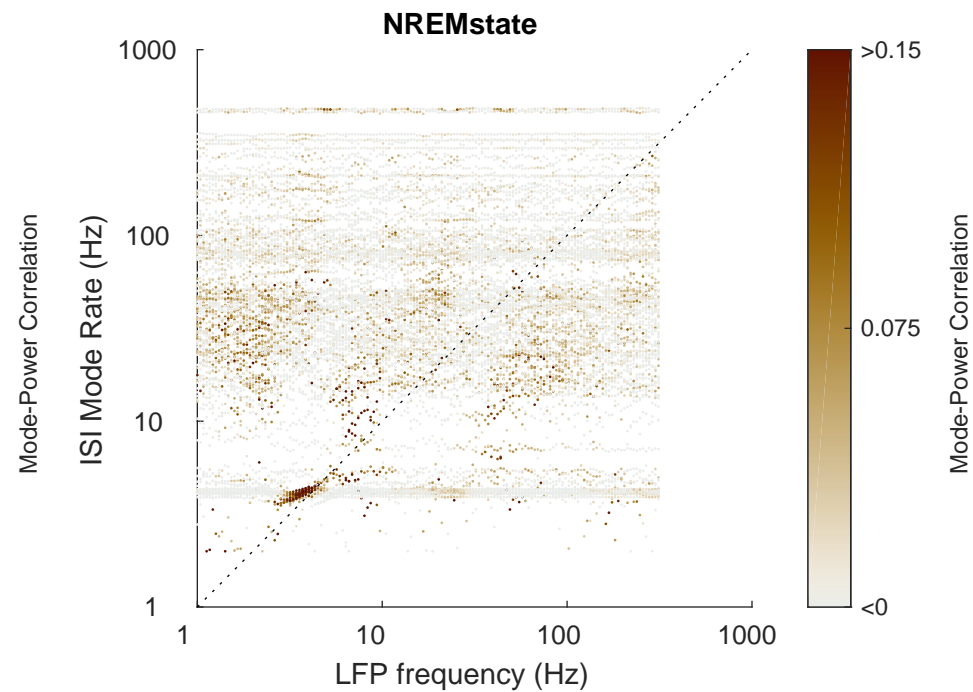 NREMstate
1000
100
10
1
1
10
100
1000
LFP frequency (Hz)
ISI Mode Rate (Hz)
Mode-Power Correlation
>0.15
0.075
<0
Mode-Power Correlation